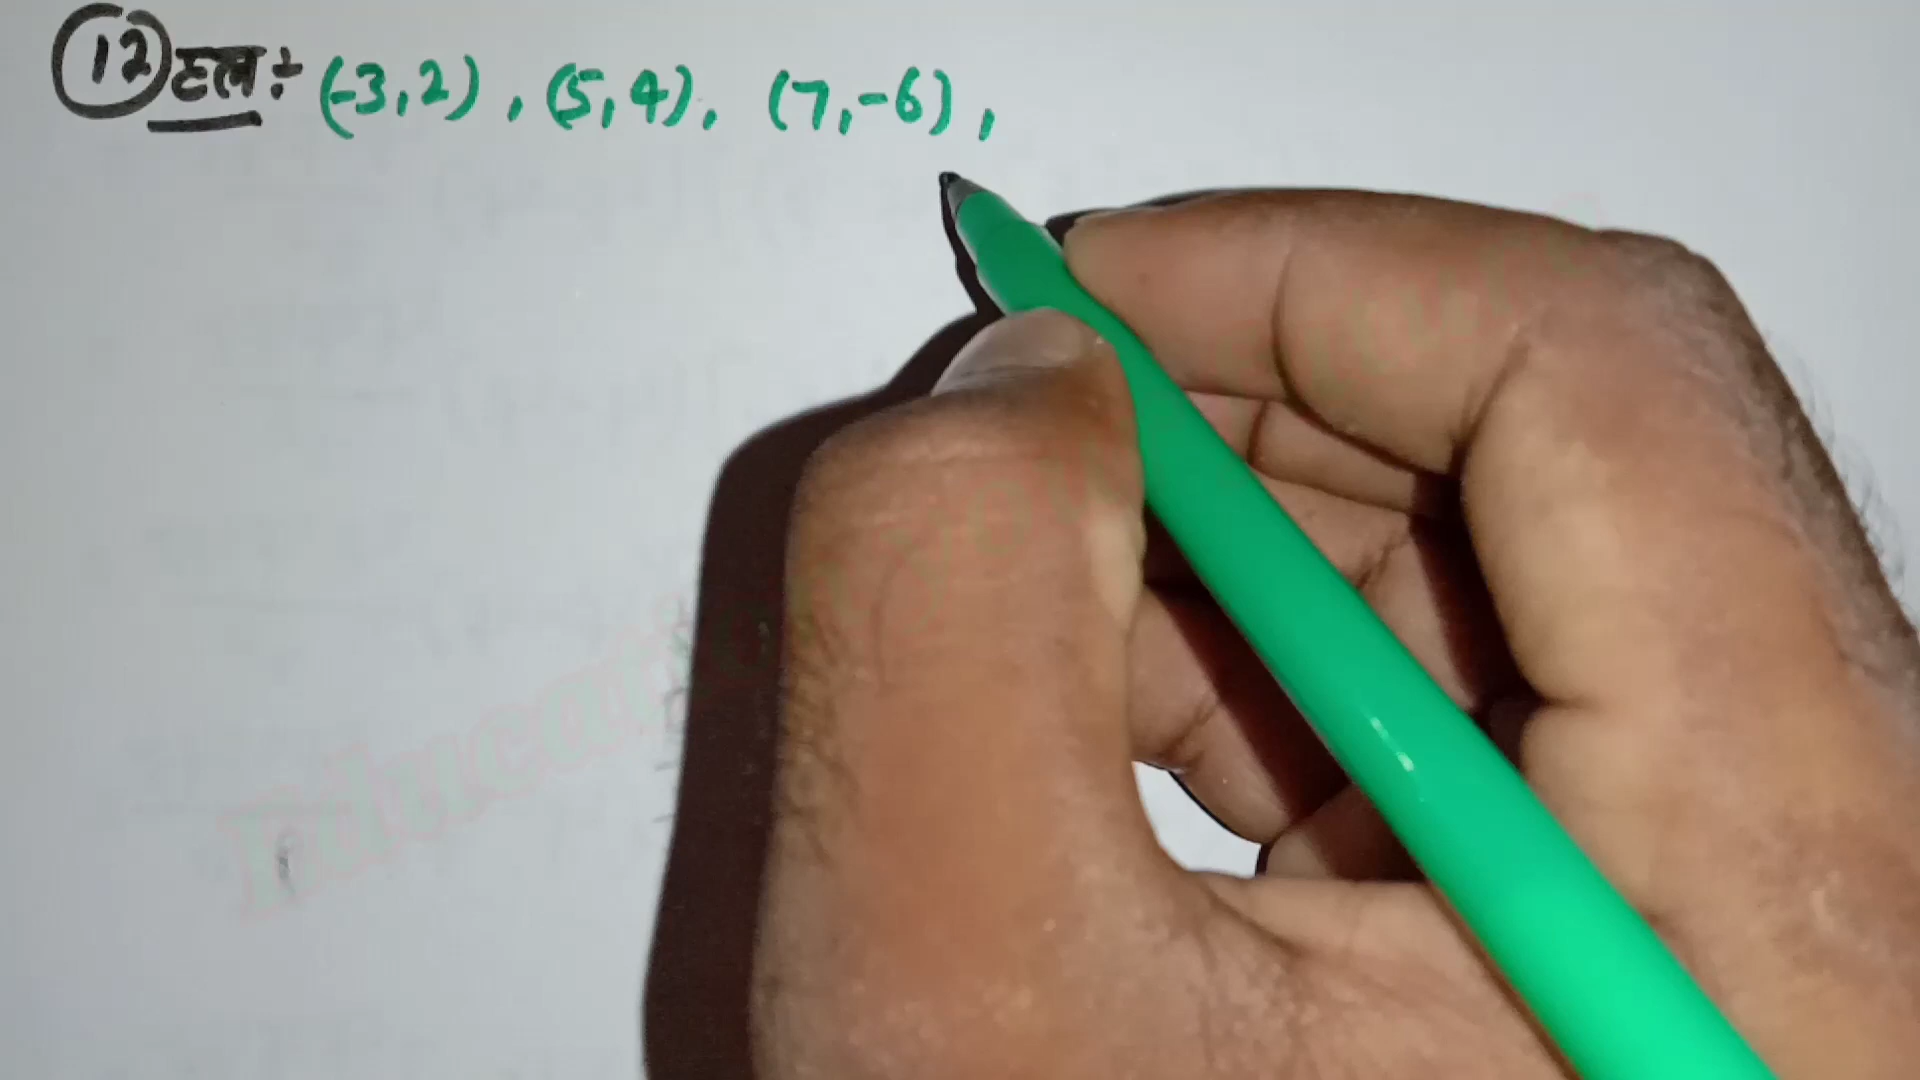 12 हल÷ (-3,2), (5,4), (7,-6),